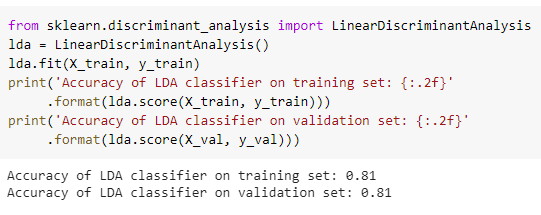 from sklearn.discriminant_analysis import LinearDiscriminantAnalysis
lda = LinearDiscriminantAnalysis()
lda.fit(X_train, y_train)
print('Accuracy of LDA classifier on training set: {:.2f}'
     .format(lda.score(X_train, y_train)))
print('Accuracy of LDA classifier on validation set: {:.2f}'
     .format(lda.score(X_val, y_val)))
Accuracy of LDA classifier on training set: 0.81
Accuracy of LDA classifier on validation set: 0.81